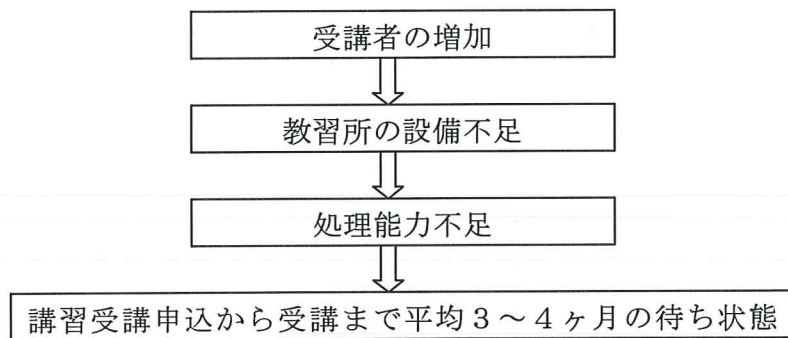 受講者の増加
教習所の設備不足
処理能力不足
講習受講申込から受講まで平均３～４ヶ月の待ち状態